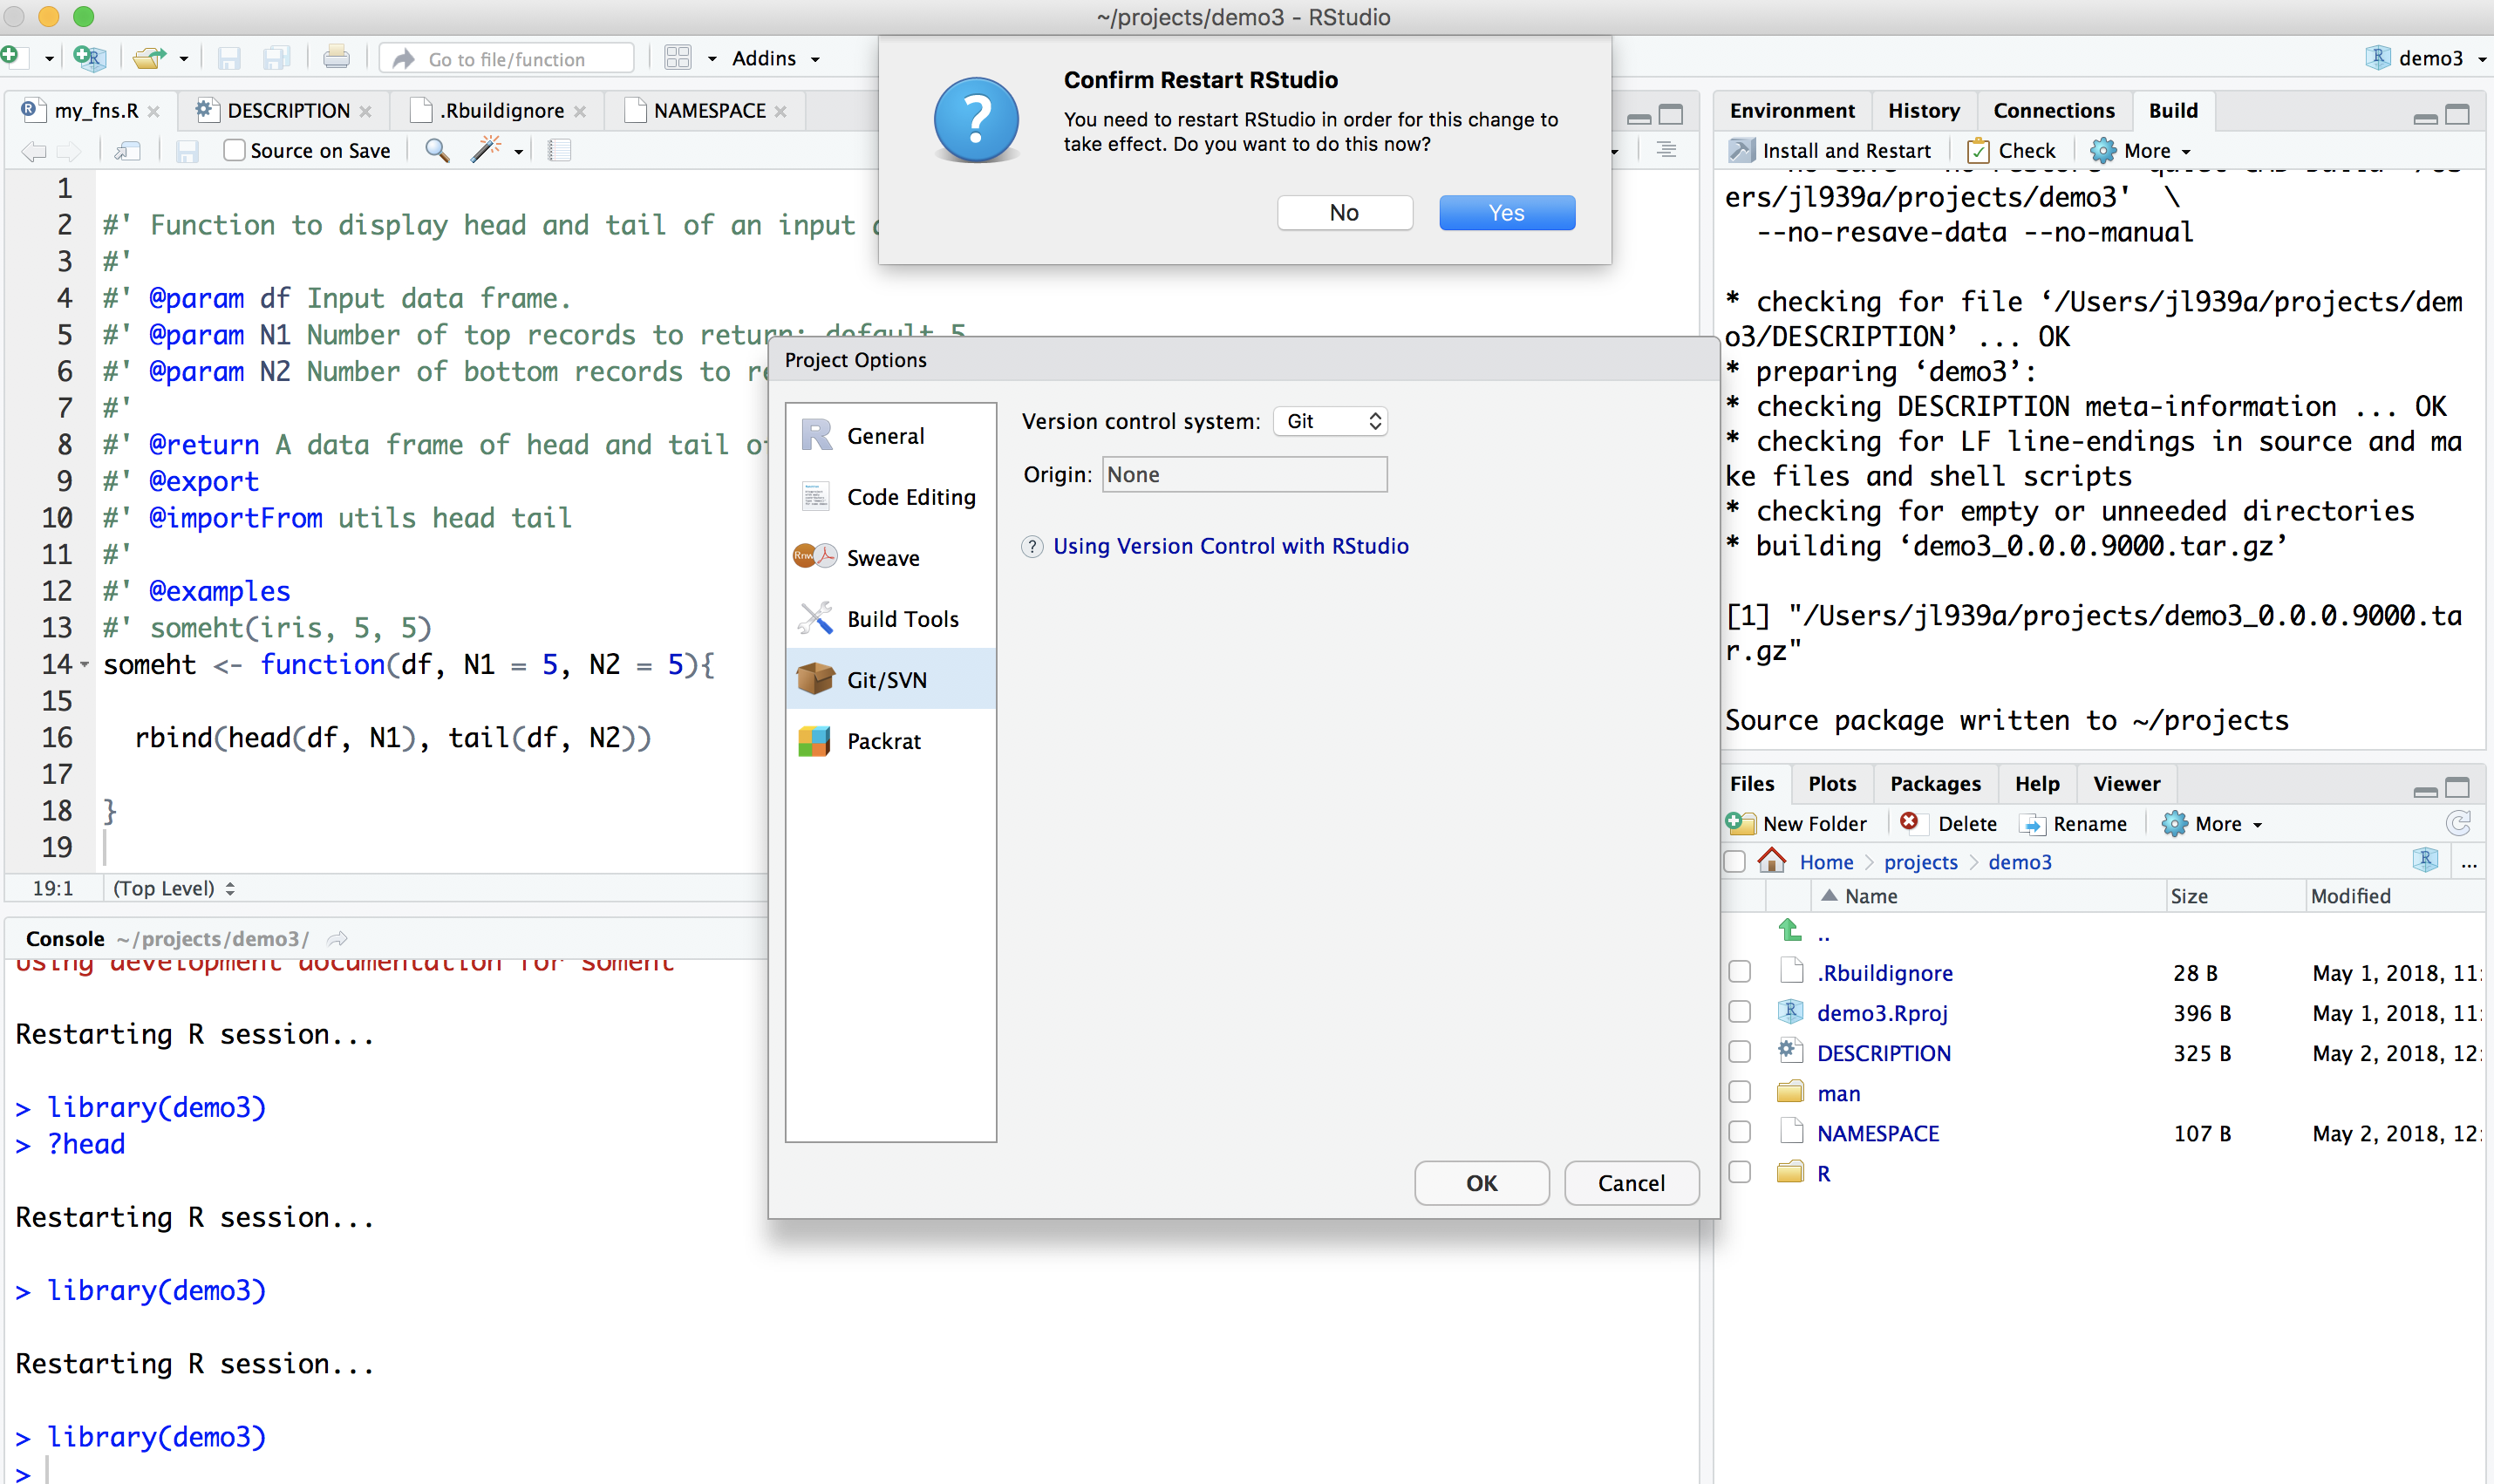 ~/projects/demo3 - RStudio
Go to file/function
Addins
demo3
Confirm Restart RStudio
You need to restart RStudio in order for this change to
take effect. Do you want to do this now?
No
Yes
my_fns.R
DESCRIPTION
.Rbuildignore
NAMESPACE
Source on Save
1
2 #' Function to display head and tail of an input
3 #'
4 #' @param df Input data frame.
5 #' @param N1 Number of top records to return; default 5
6 #' @param N2 Number of bottom records to
7 #'
8 #' @return A data frame of head and tail
9 #' @export
10 #' @importFrom utils head tail
11 #'
12 #' @examples
13 #' someht(iris, 5, 5)
14 someht <- function(df, N1 = 5, N2 = 5){
15
16 rbind(head(df, N1), tail(df, N2))
17
18 }
19
19:1 (Top Level)
Console ~/projects/demo3/
Using development documentation for someht
Restarting R session...
> library(demo3)
> ?head
Restarting R session...
> library(demo3)
Restarting R session...
> library(demo3)
>
Project Options
General
Code Editing
Rnw
Sweave
Build Tools
Git/SVN
Packrat
Version control system: Git
Origin: None
? Using Version Control with RStudio
OK
Cancel
Environment
History
Connections
Build
Install and Restart
Check
More
ers/jl939a/projects/demo3' \
--no-resave-data --no-manual
* checking for file ‘/Users/jl939a/projects/dem
o3/DESCRIPTION’ ... OK
* preparing ‘demo3’:
* checking DESCRIPTION meta-information ... OK
* checking for LF line-endings in source and ma
ke files and shell scripts
* checking for empty or unneeded directories
* building ‘demo3_0.0.0.9000.tar.gz’
[1] "/Users/jl939a/projects/demo3_0.0.0.9000.ta
r.gz"
Source package written to ~/projects
Files
Plots
Packages
Help
Viewer
New Folder
Delete
Rename
More
Home
projects
demo3
...
Name
Size
Modified
..
.Rbuildignore 28 B May 1, 2018, 11:
demo3.Rproj 396 B May 1, 2018, 11:
DESCRIPTION 325 B May 2, 2018, 12:
man
NAMESPACE 107 B May 2, 2018, 12:
R